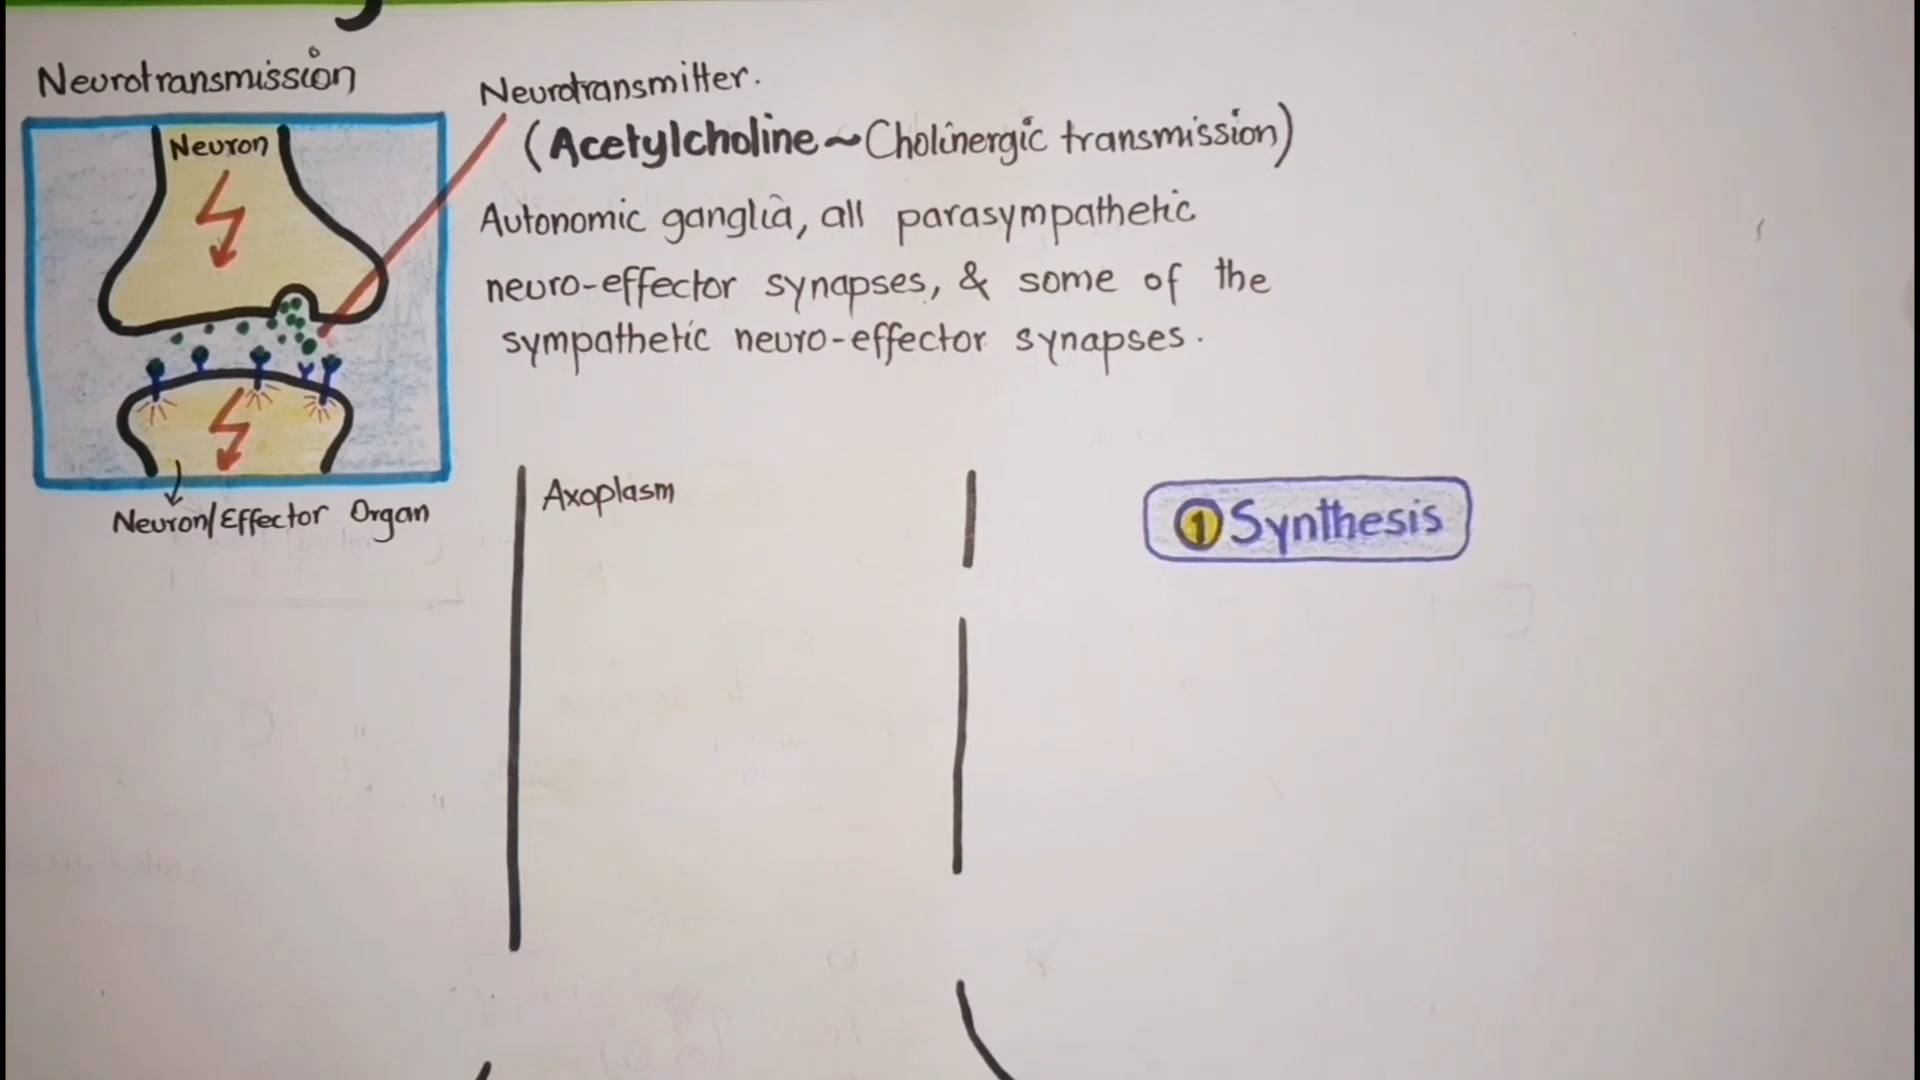 Neurotransmission
Neuron
Neuron/Effector Organ
Neurotransmitter.
(Acetylcholine ~ Cholinergic transmission)
Autonomic ganglia, all parasympathetic
neuro-effector synapses, & some of the
sympathetic neuro-effector synapses.
Axoplasm
① Synthesis